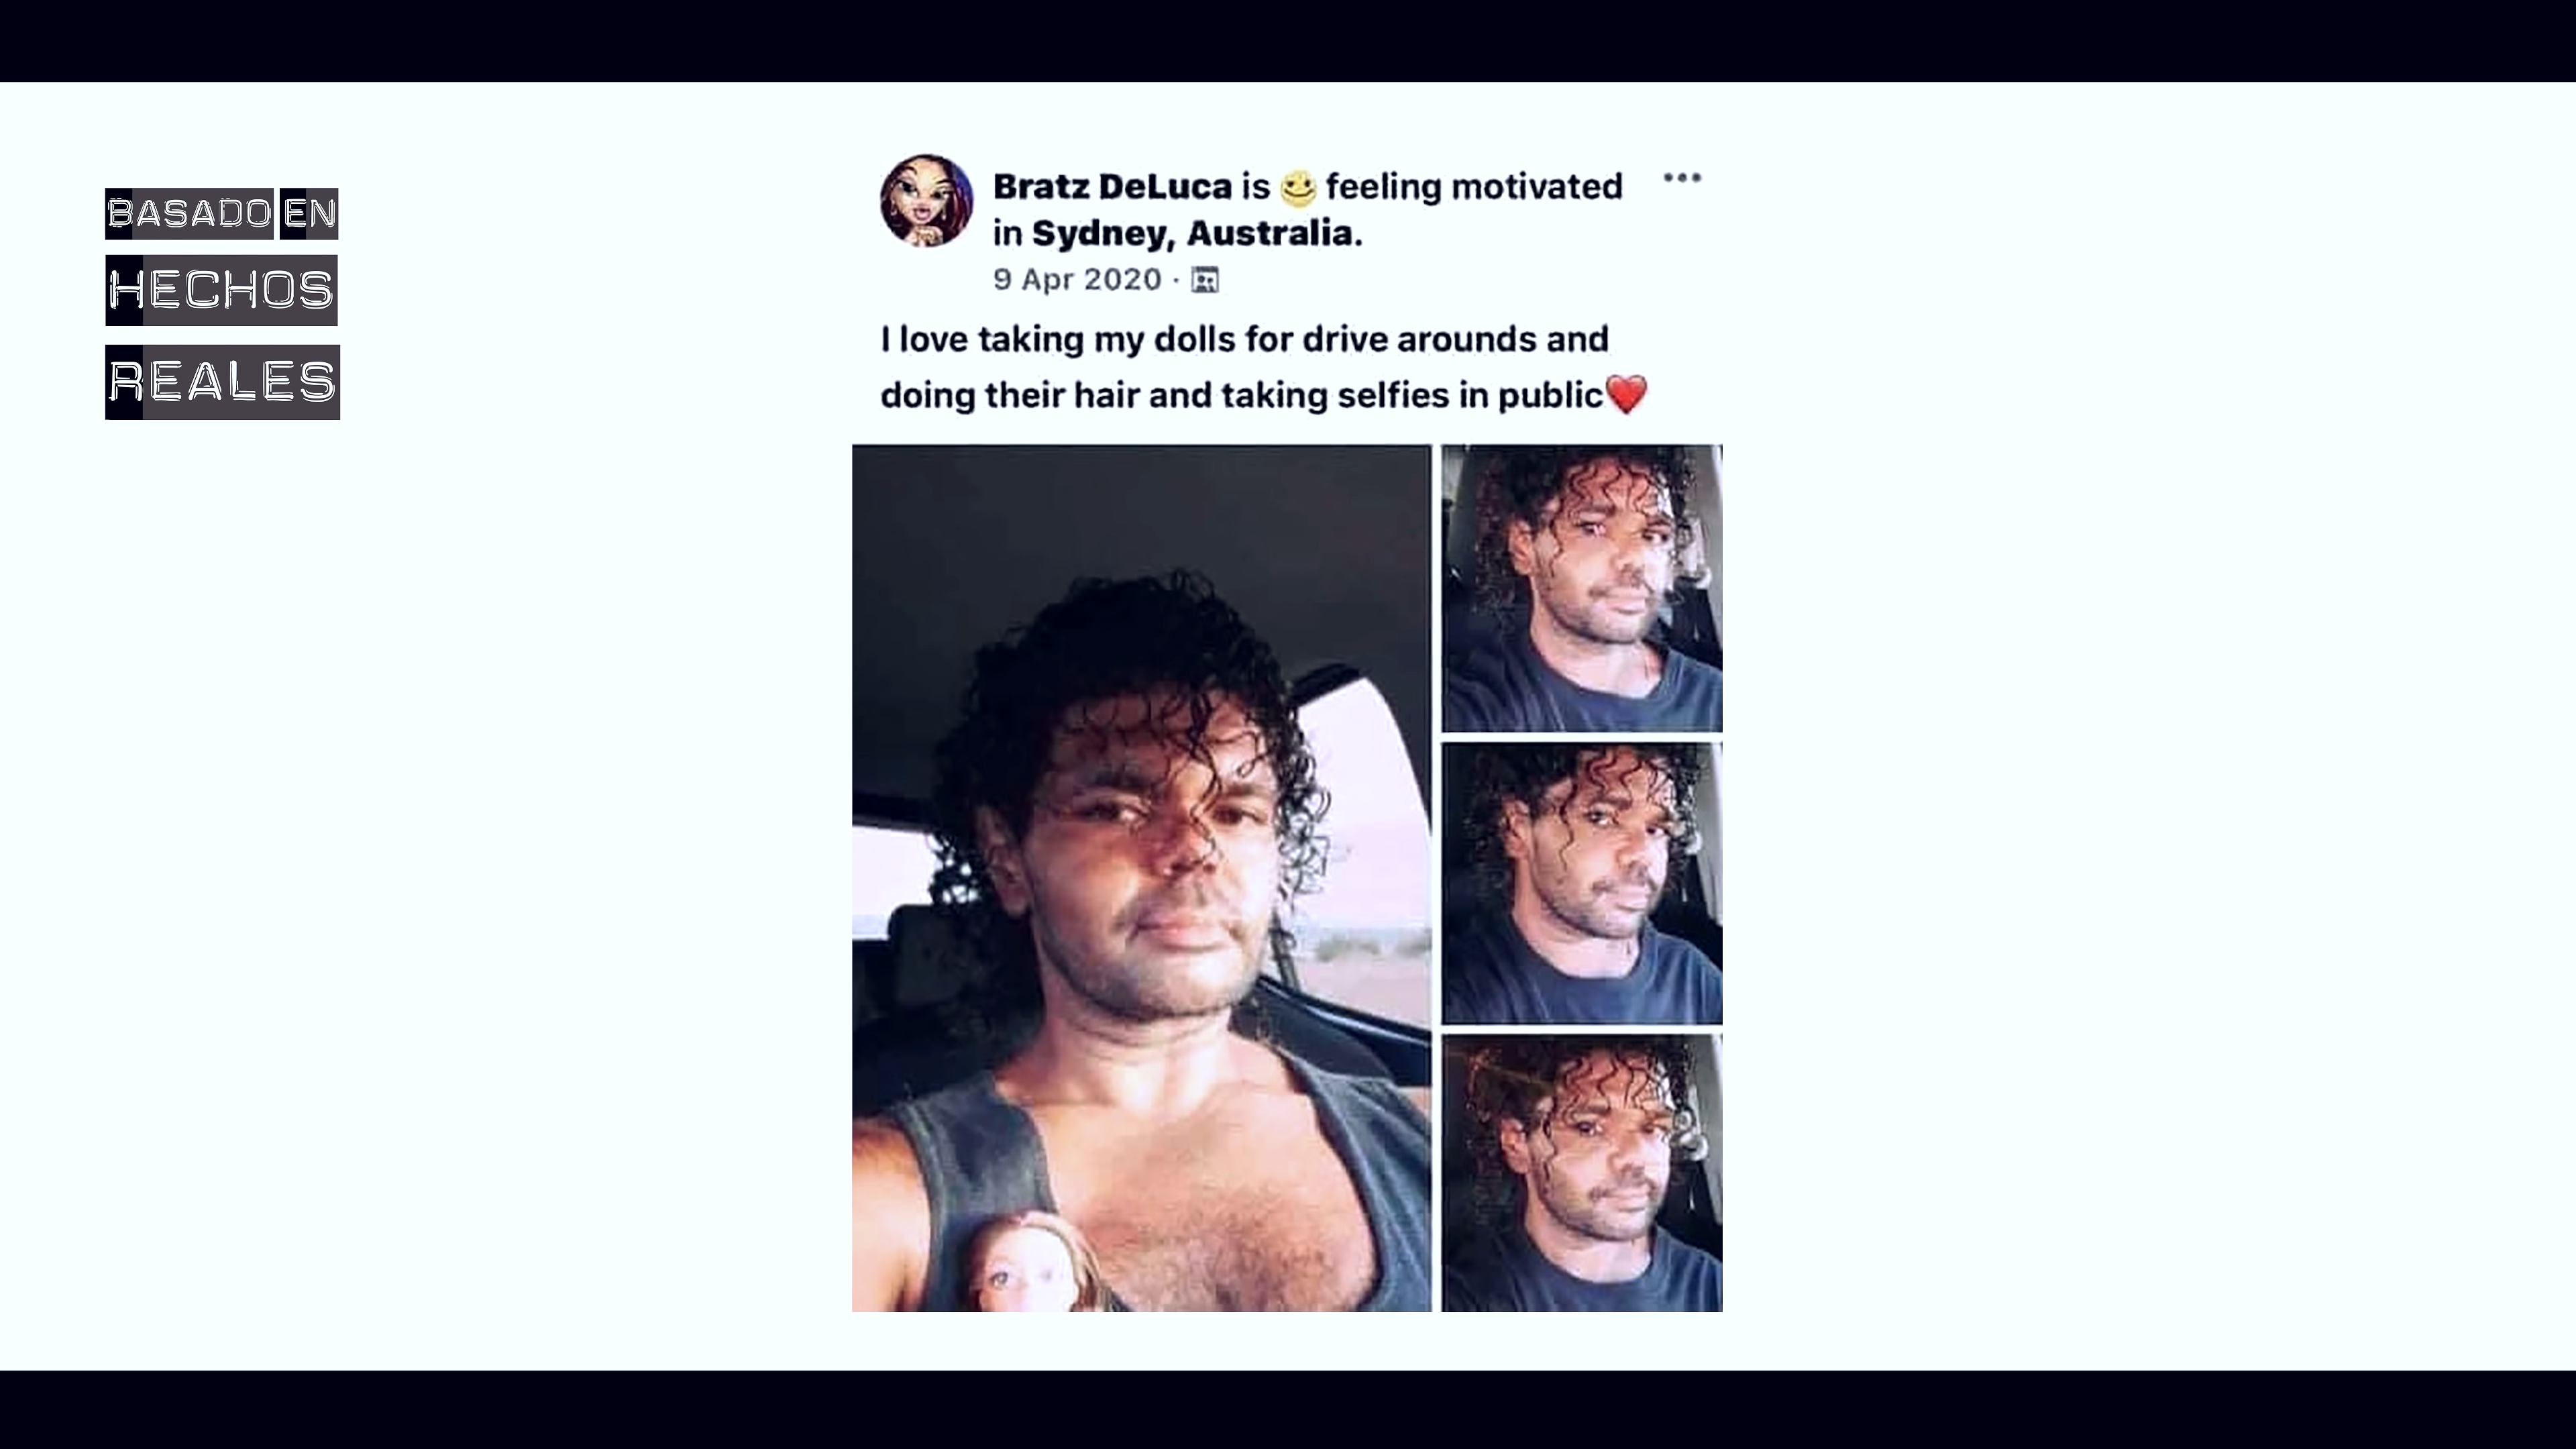 BASADO EN
HECHOS
REALES
Bratz DeLuca is feeling motivated
in Sydney, Australia.
9 Apr 2020 ·
I love taking my dolls for drive arounds and
doing their hair and taking selfies in public❤️